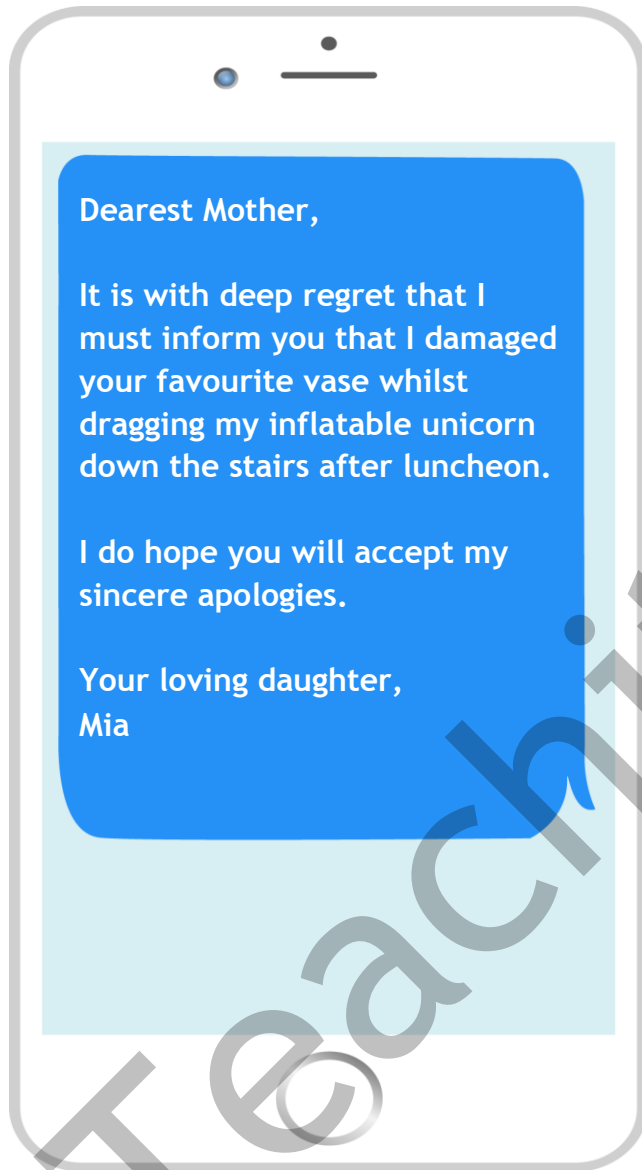 Dearest Mother,
It is with deep regret that I
must inform you that I damaged
your favourite vase whilst
dragging my inflatable unicorn
down the stairs after luncheon.
I do hope you will accept my
sincere apologies.
Your loving daughter,
Mia
Teachi